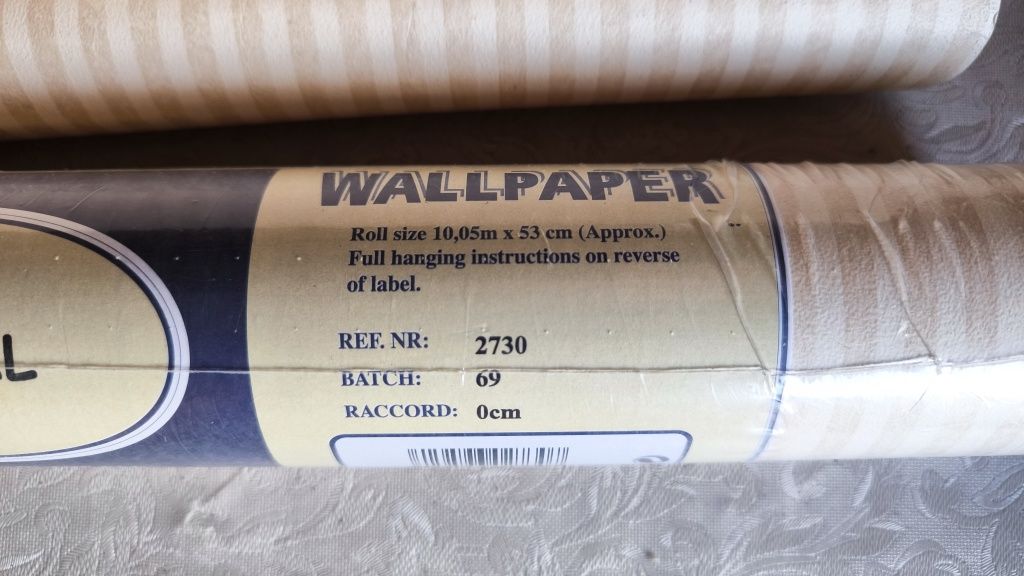 WALLPAPER
Roll size 10,05m x 53 cm (Approx.)
Full hanging instructions on reverse
of label.
REF. NR: 2730
BATCH: 69
RACCORD: 0cm